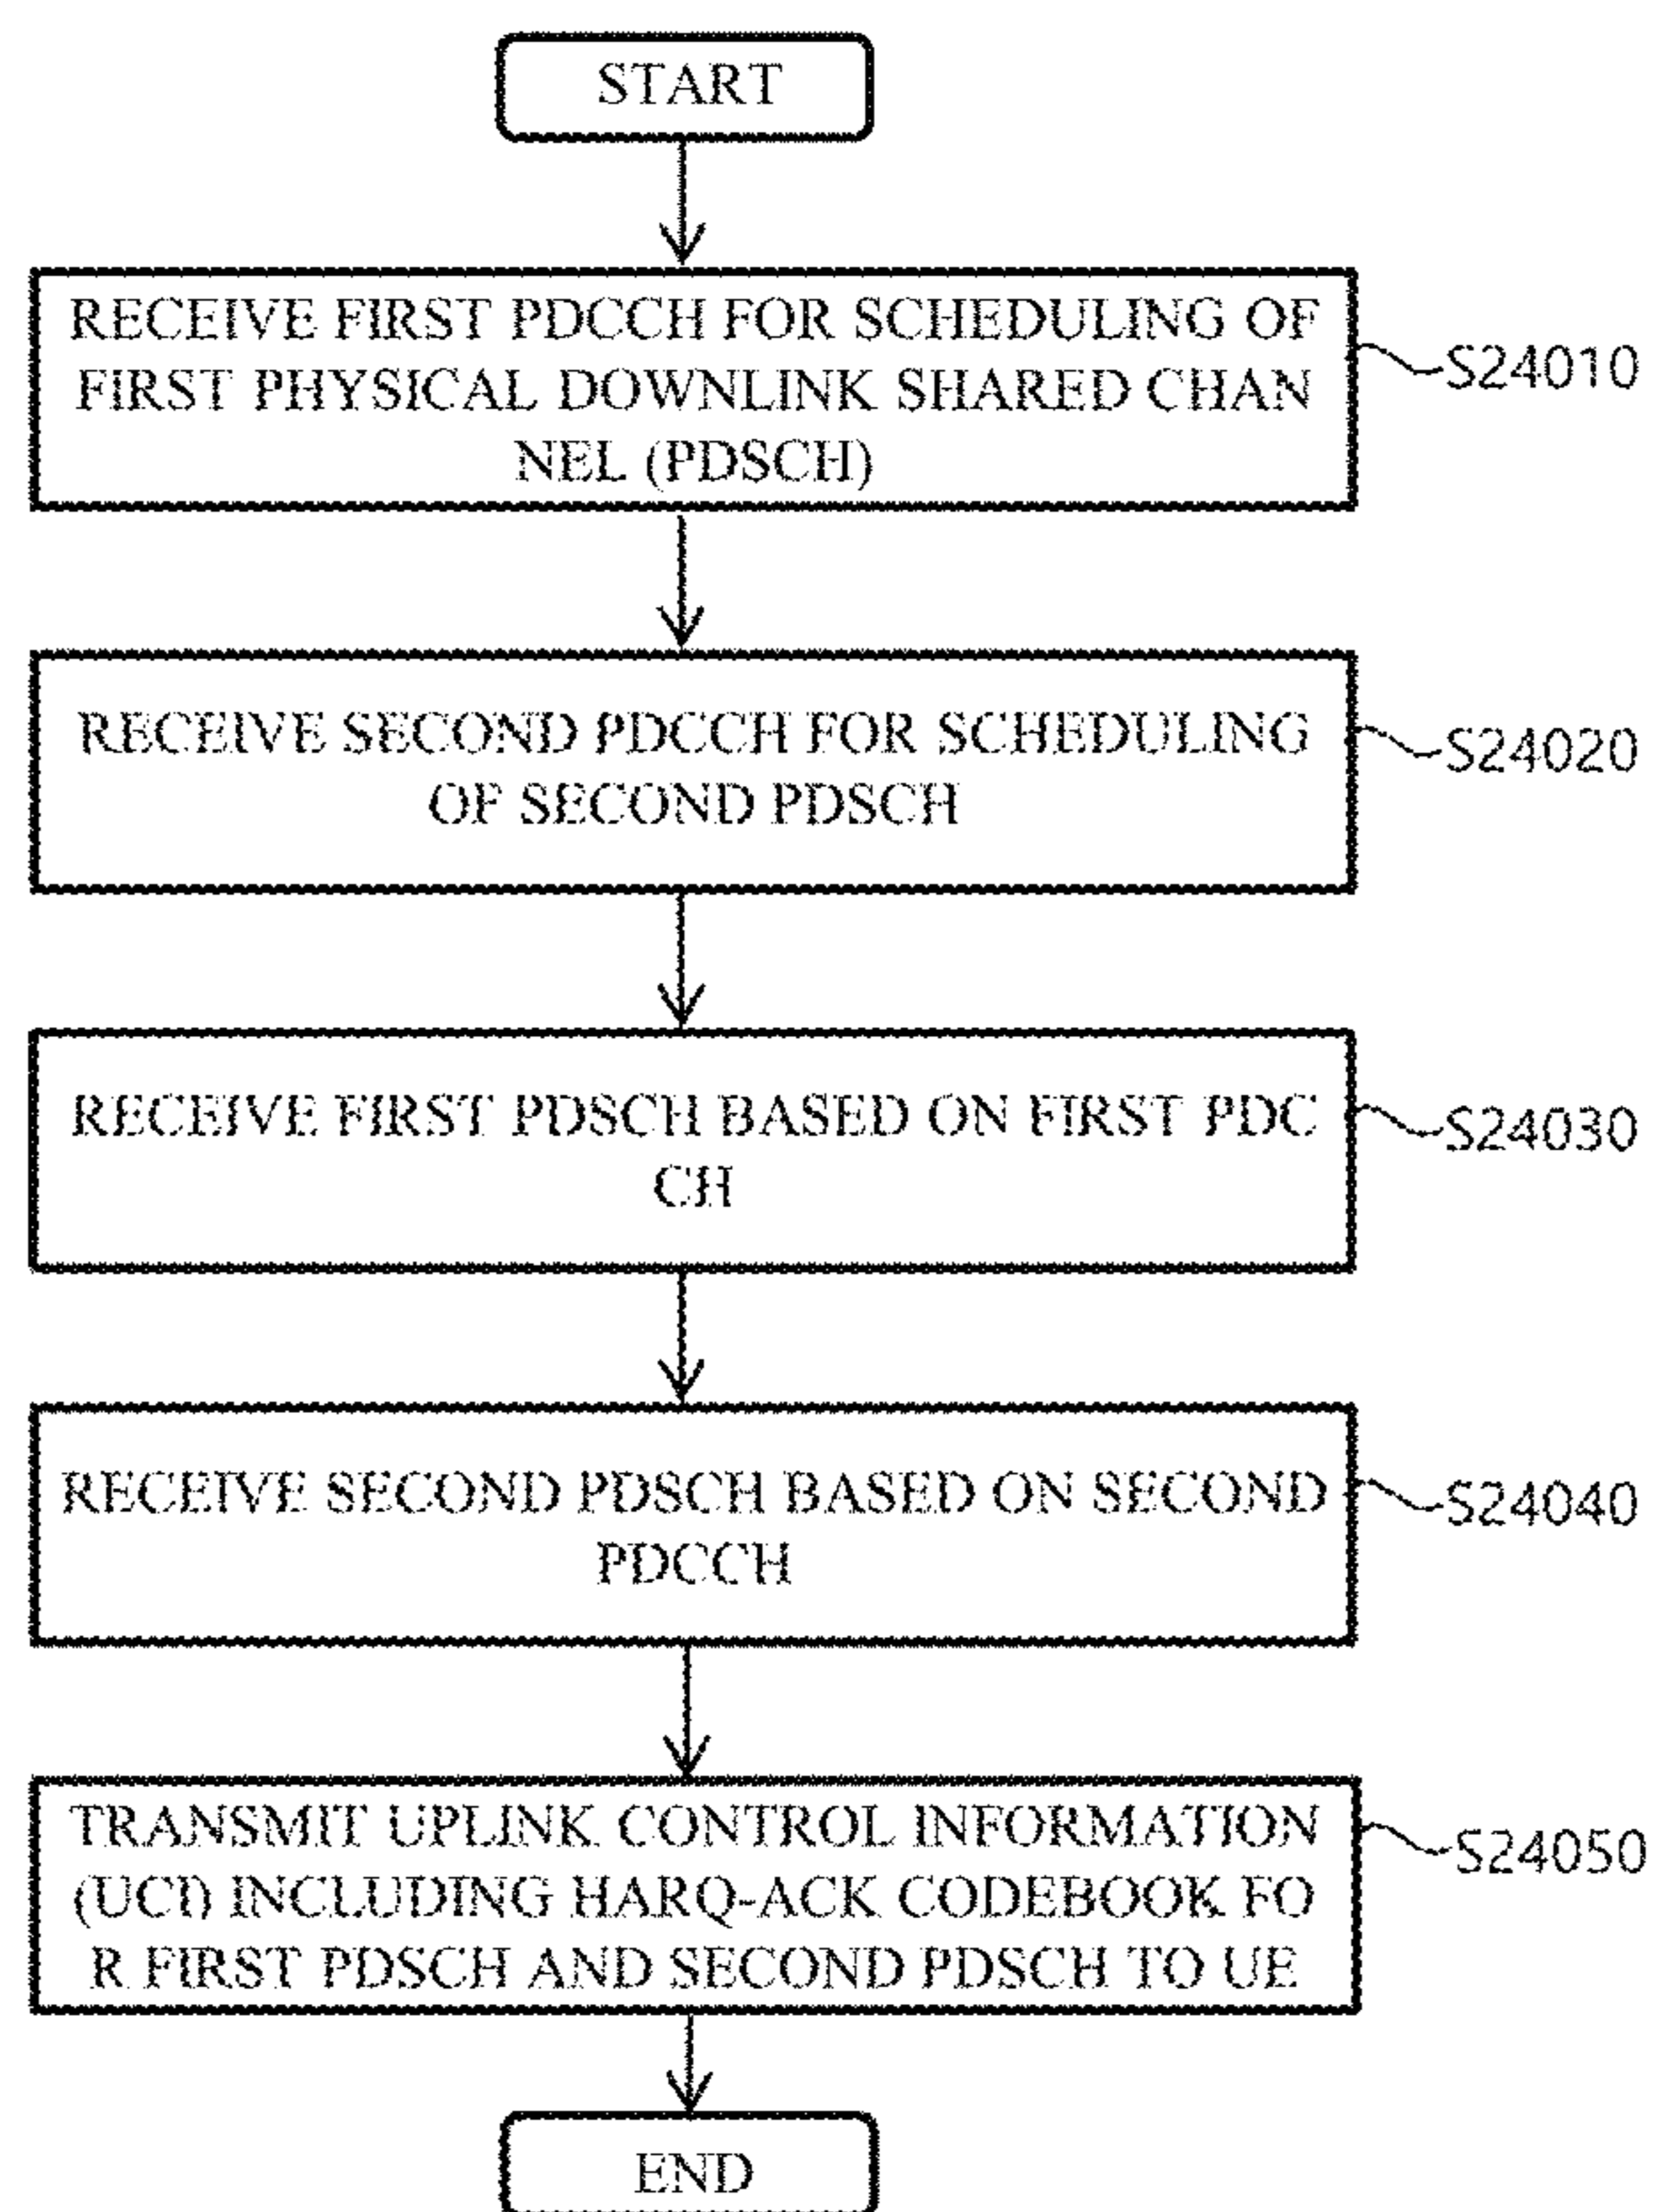 START
RECEIVE FIRST PDCCH FOR SCHEDULING OF
FIRST PHYSICAL DOWNLINK SHARED CHAN
NEL (PDSCH)
S24010
RECEIVE SECOND PDCCH FOR SCHEDULING
OF SECOND PDSCH
S24020
RECEIVE FIRST PDSCH BASED ON FIRST PDC
CH
S24030
RECEIVE SECOND PDSCH BASED ON SECOND
PDCCH
S24040
TRANSMIT UPLINK CONTROL INFORMATION
(UCI) INCLUDING HARQ-ACK CODEBOOK FO
R FIRST PDSCH AND SECOND PDSCH TO UE
S24050
END